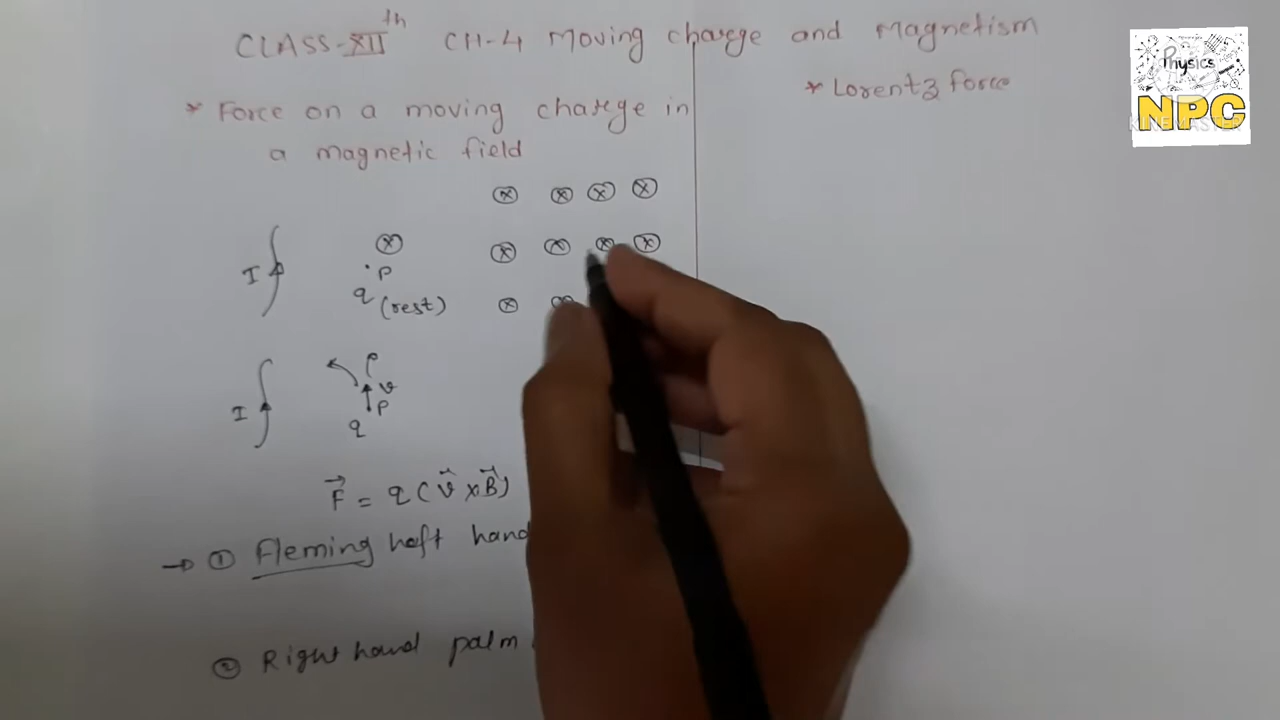 CLASS-XIIth CH-4 Moving charge and Magnetism
* Force on a moving charge in
a magnetic field
* Lorentz force
Physics
NPC
I
P
q (rest)
P
v
I
P
q
F = q(v×B)
→ ① Fleming left hand
② Right hand palm